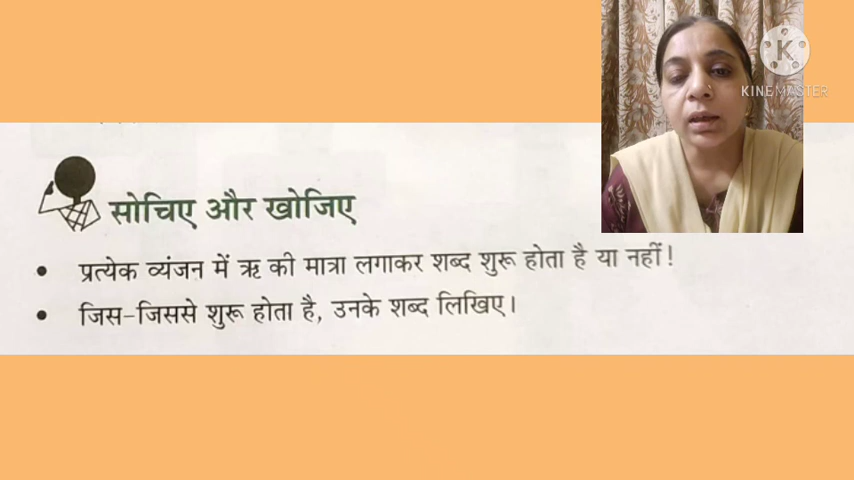 K
KINEMASTER
सोचिए और खोजिए
• प्रत्येक व्यंजन में ऋ की मात्रा लगाकर शब्द शुरू होता है या नहीं!
• जिस-जिससे शुरू होता है, उनके शब्द लिखिए।